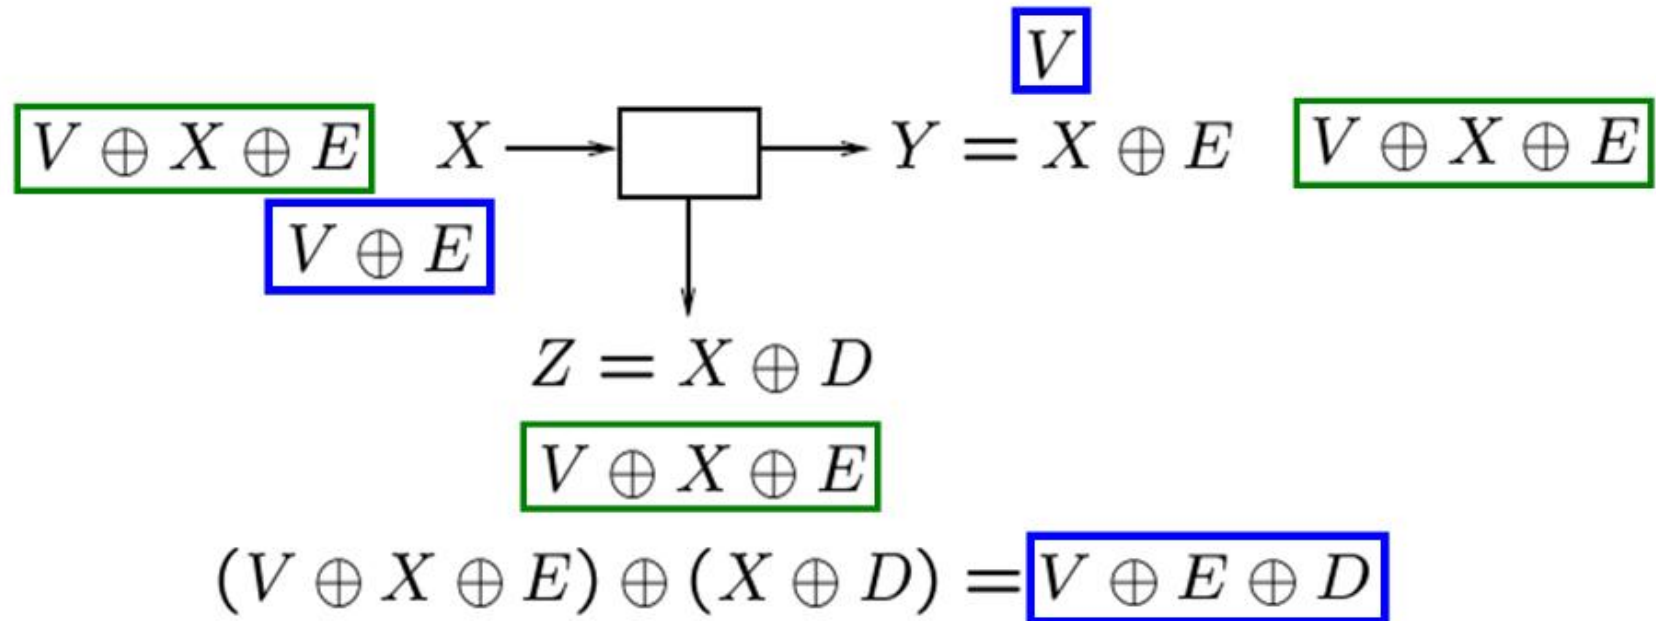 V
V ⊕ X ⊕ E X Y = X ⊕ E V ⊕ X ⊕ E
V ⊕ E
Z = X ⊕ D
V ⊕ X ⊕ E
(V ⊕ X ⊕ E) ⊕ (X ⊕ D) = V ⊕ E ⊕ D